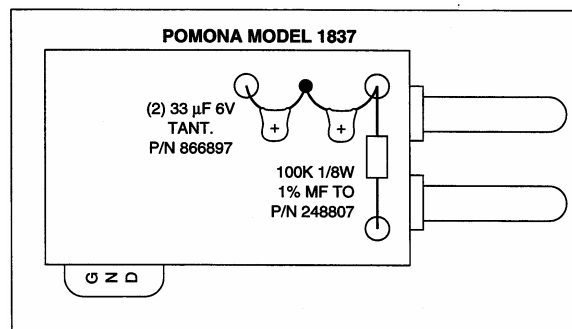 POMONA MODEL 1837
(2) 33 µF 6V
TANT.
P/N 866897
+
+
100K 1/8W
1% MF TO
P/N 248807
GND